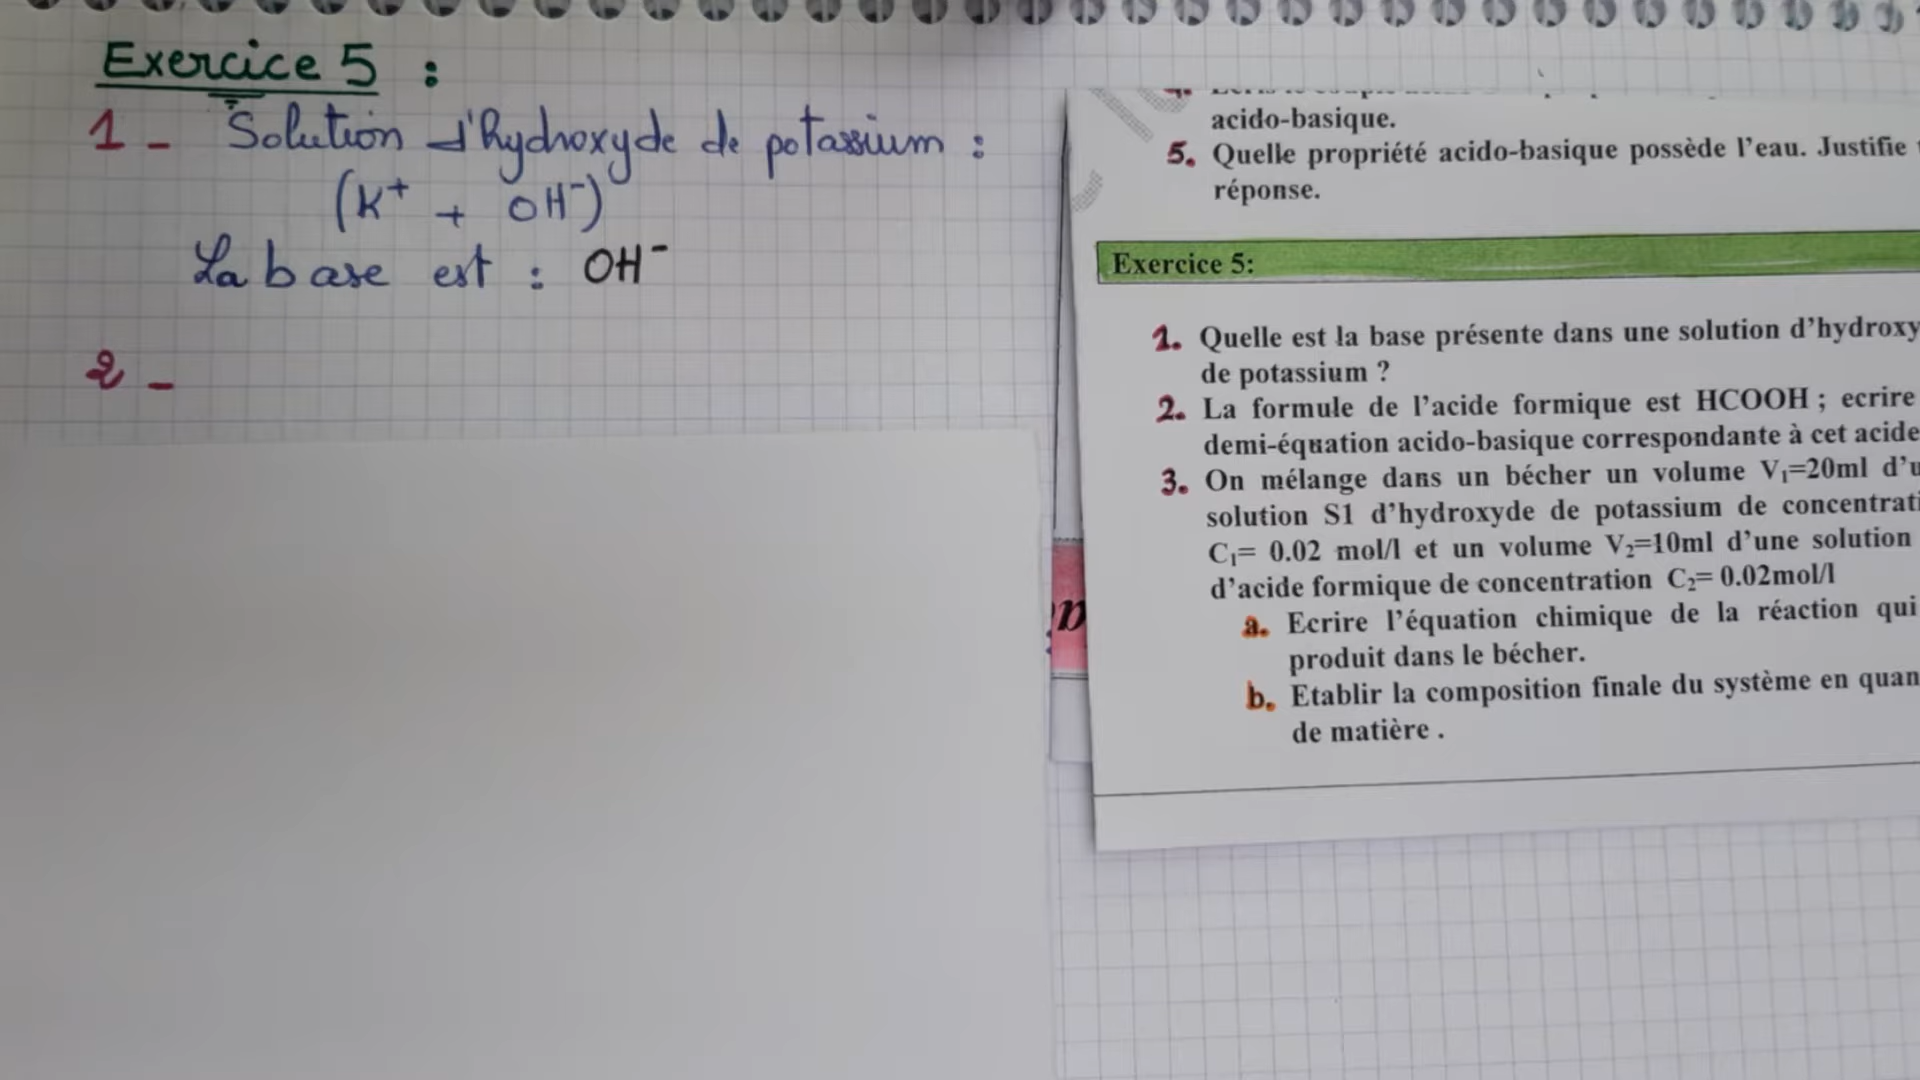 Exercice 5 :
1 - Solution d'hydroxyde de potassium :
(K⁺ + OH⁻)
La base est : OH⁻
2 -
acido-basique.
5. Quelle propriété acido-basique possède l'eau. Justifie
réponse.
Exercice 5:
1. Quelle est la base présente dans une solution d'hydroxy
de potassium ?
2. La formule de l'acide formique est HCOOH ; ecrire
demi-équation acido-basique correspondante à cet acide
3. On mélange dans un bécher un volume V₁=20ml d'u
solution S1 d'hydroxyde de potassium de concentrati
C₁= 0.02 mol/l et un volume V₂=10ml d'une solution
d'acide formique de concentration C₂= 0.02mol/l
a. Ecrire l'équation chimique de la réaction qui
produit dans le bécher.
b. Etablir la composition finale du système en quan
de matière .